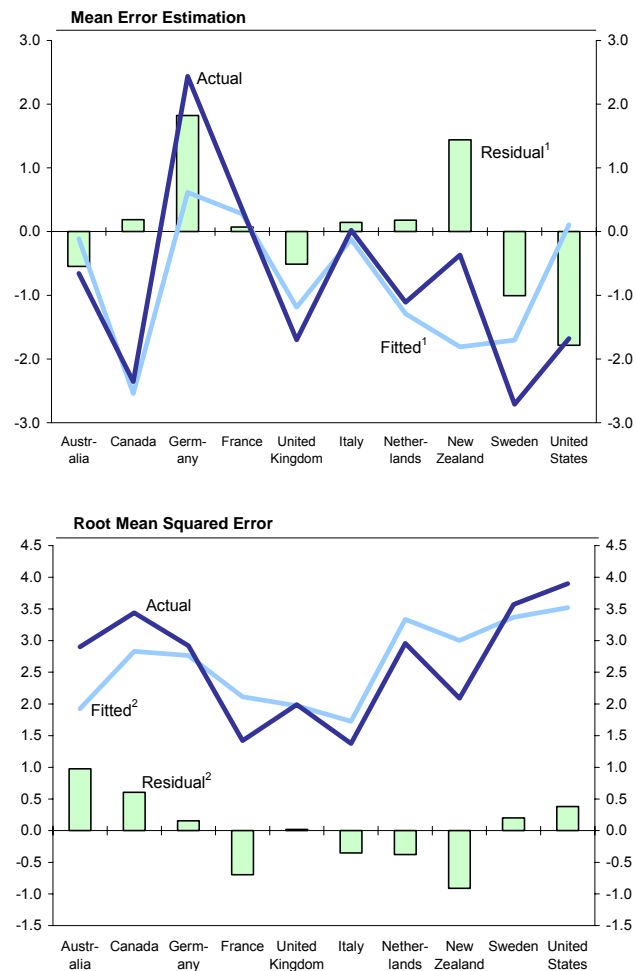 Mean Error Estimation
3.0 3.0
2.0 2.0
1.0 1.0
0.0 0.0
-1.0 -1.0
-2.0 -2.0
-3.0 -3.0
Actual
Residual¹
Fitted¹
Austr- Canada Germ- France United Italy Nether- New Sweden United
alia any Kingdom lands Zealand States
Root Mean Squared Error
4.5 4.5
4.0 4.0
3.5 3.5
3.0 3.0
2.5 2.5
2.0 2.0
1.5 1.5
1.0 1.0
0.5 0.5
0.0 0.0
-0.5 -0.5
-1.0 -1.0
-1.5 -1.5
Actual
Fitted²
Residual²
Austr- Canada Germ- France United Italy Nether- New Sweden United
alia any Kingdom lands Zealand States